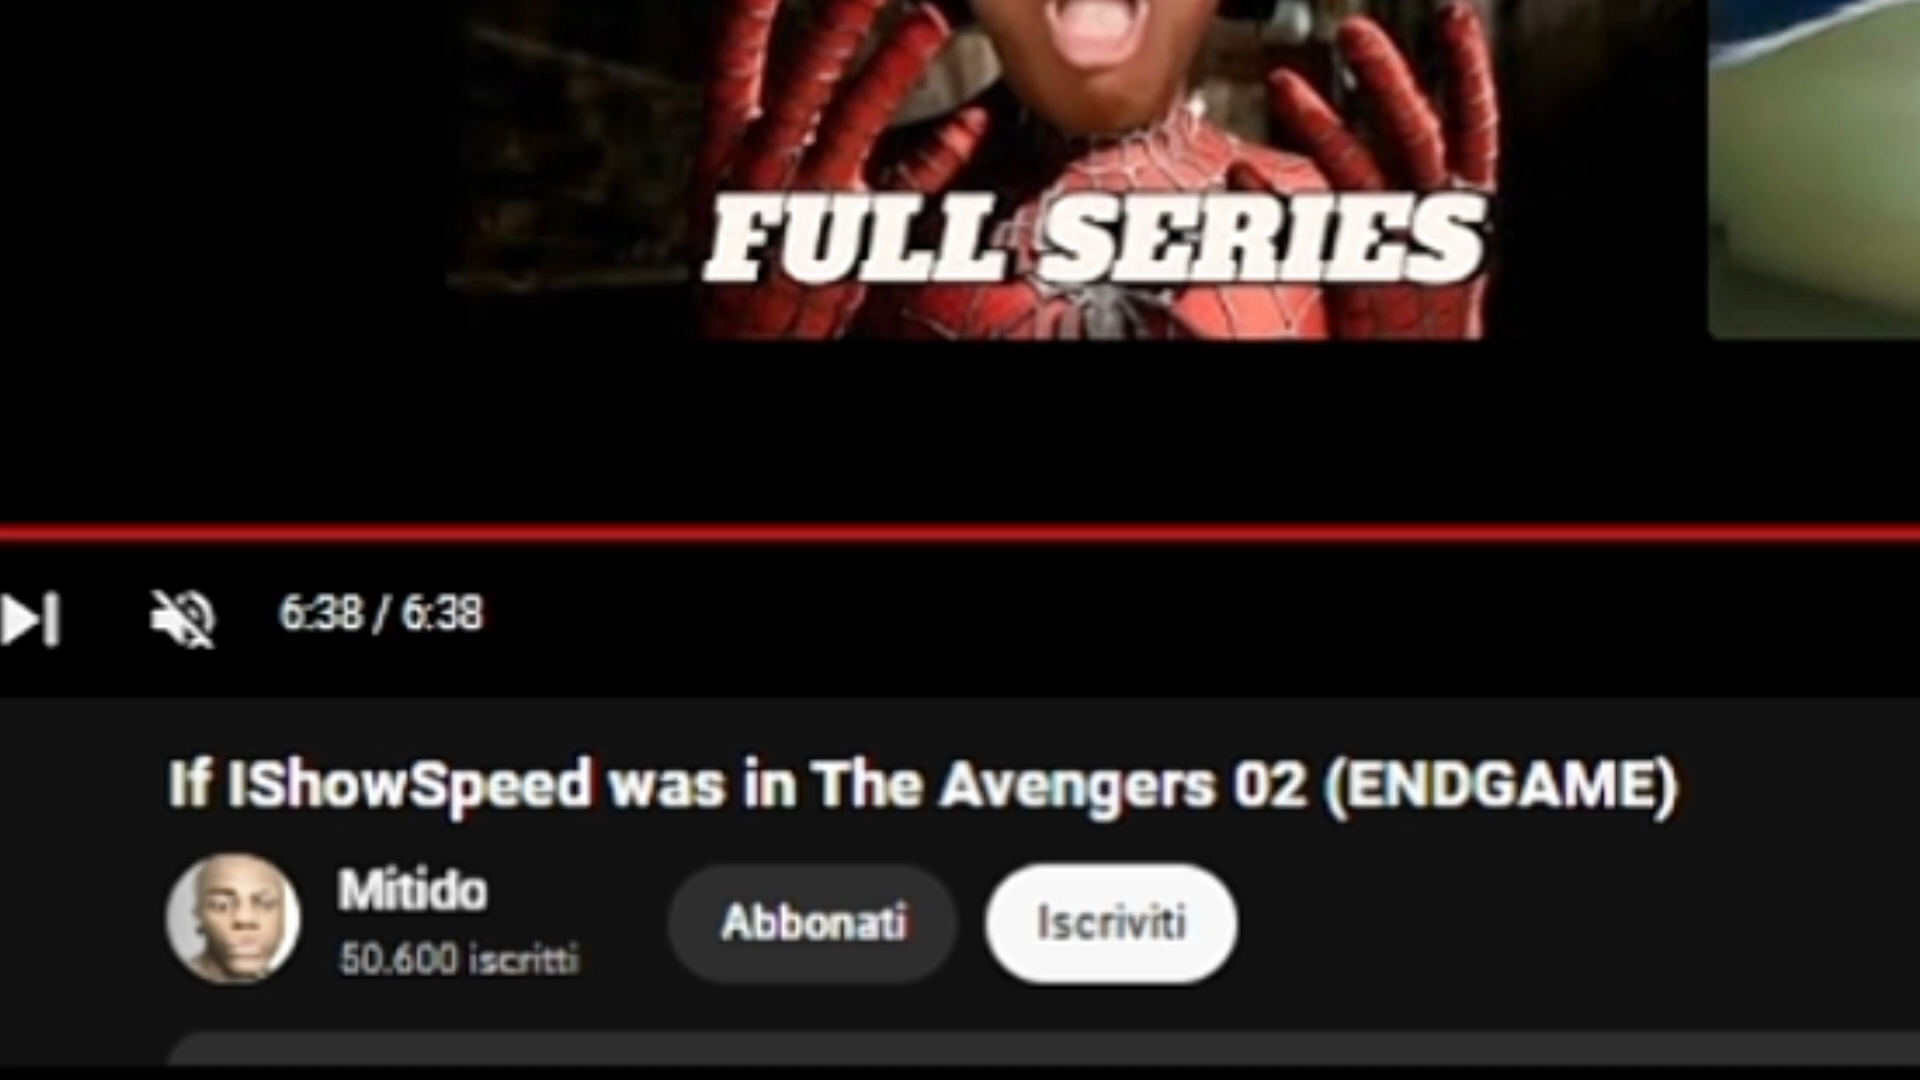 FULL SERIES
6:38 / 6:38
If IShowSpeed was in The Avengers 02 (ENDGAME)
Mitido
50.600 iscritti
Abbonati
Iscriviti